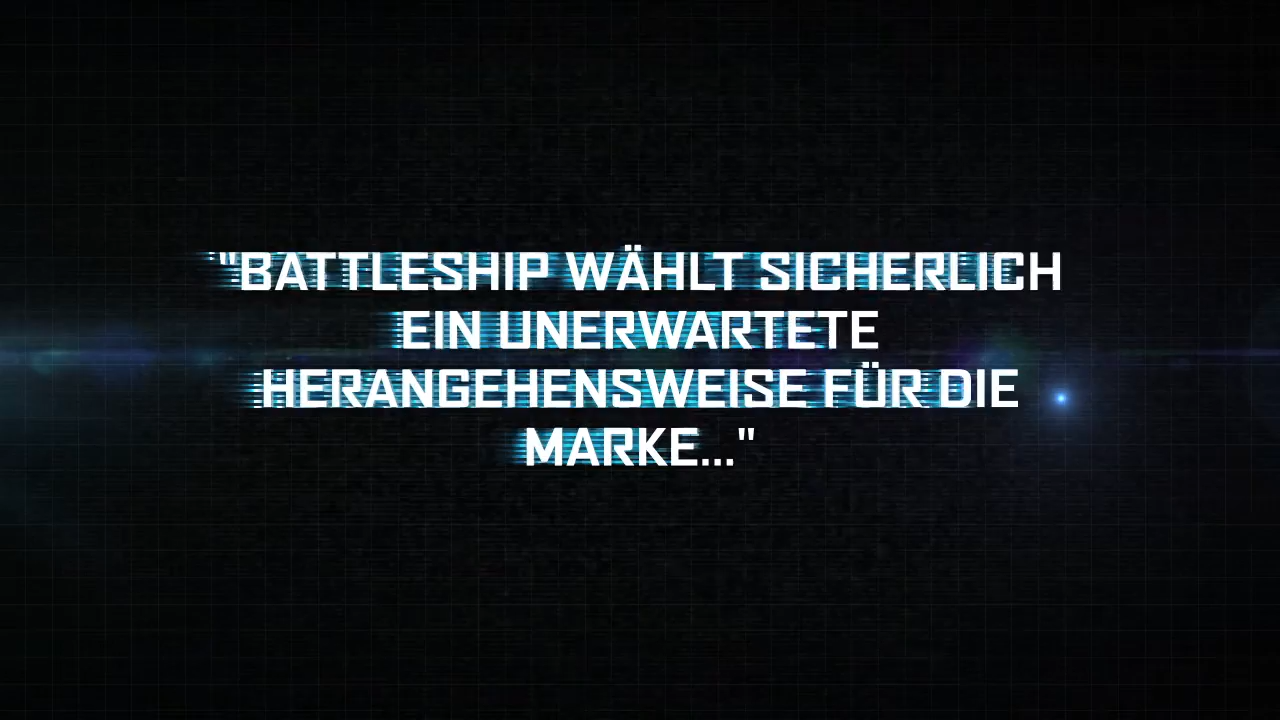 "BATTLESHIP WÄHLT SICHERLICH
EIN UNERWARTETE
HERANGEHENSWEISE FÜR DIE
MARKE..."